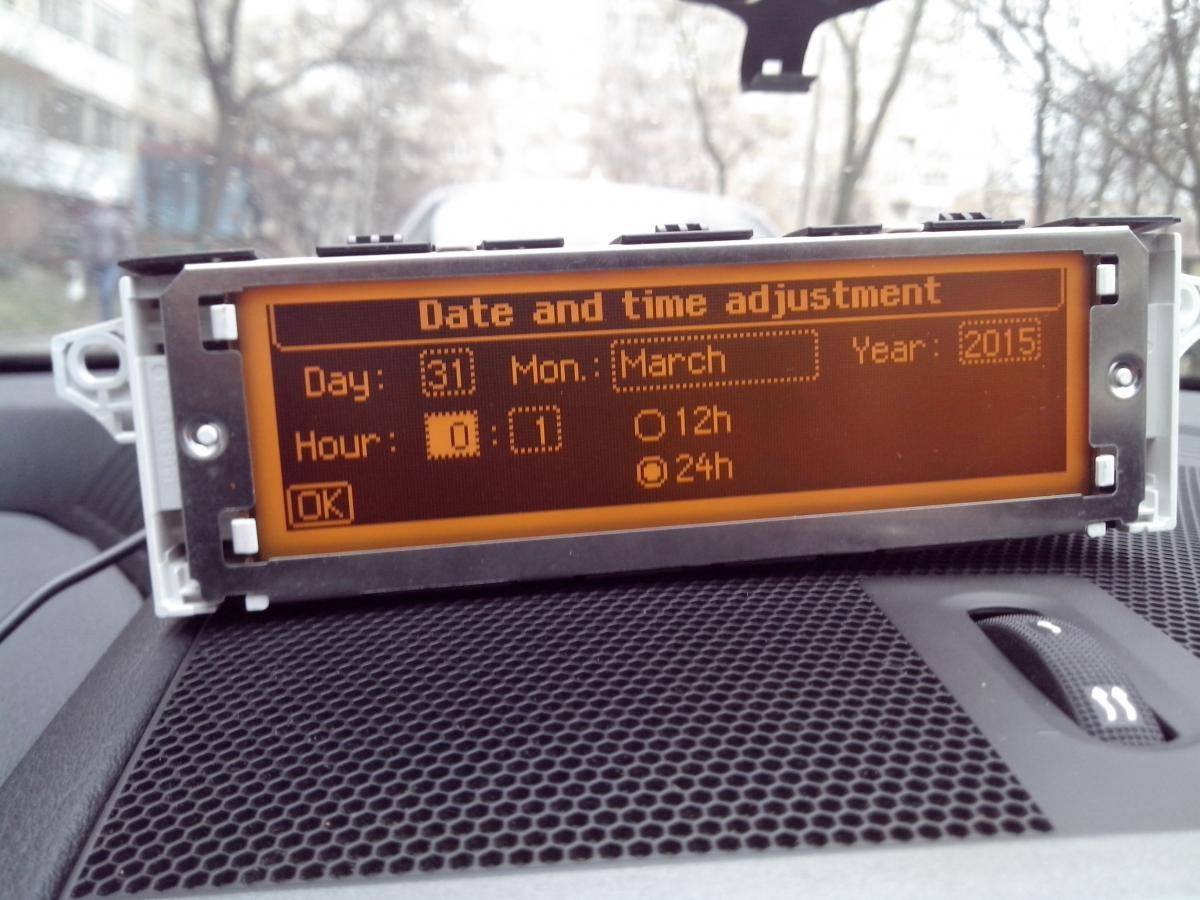 Date and time adjustment
Day: 31 Mon.: March Year: 2015
Hour: 0 : 1 12h
24h
OK